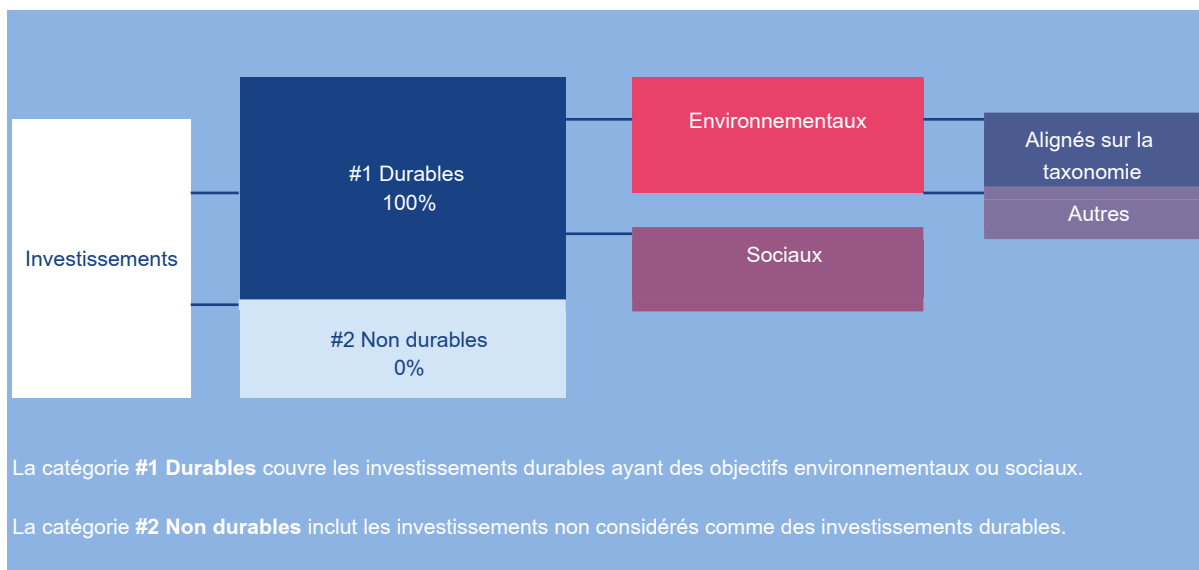 Investissements
#1 Durables
100%
#2 Non durables
0%
Environnementaux
Sociaux
Alignés sur la
taxonomie
Autres
La catégorie #1 Durables couvre les investissements durables ayant des objectifs environnementaux ou sociaux.
La catégorie #2 Non durables inclut les investissements non considérés comme des investissements durables.